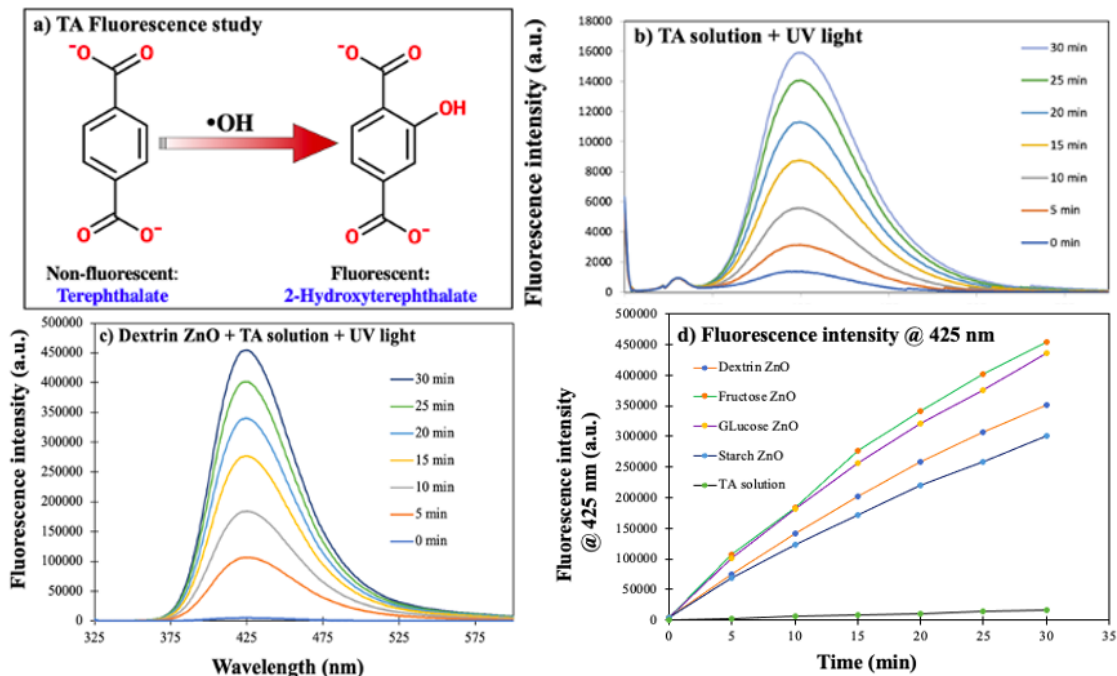 a) TA Fluorescence study
⁻O
O
O
O⁻
•OH
⁻O
O
OH
O
O⁻
Non-fluorescent:
Terephthalate
Fluorescent:
2-Hydroxyterephthalate
b) TA solution + UV light
Fluorescence intensity (a.u.)
18000
16000
14000
12000
10000
8000
6000
4000
2000
0
30 min
25 min
20 min
15 min
10 min
5 min
0 min
c) Dextrin ZnO + TA solution + UV light
Fluorescence intensity (a.u.)
500000
450000
400000
350000
300000
250000
200000
150000
100000
50000
0
30 min
25 min
20 min
15 min
10 min
5 min
0 min
325
375
425
475
525
575
Wavelength (nm)
d) Fluorescence intensity @ 425 nm
Fluorescence intensity
@ 425 nm (a.u.)
500000
450000
400000
350000
300000
250000
200000
150000
100000
50000
0
Dextrin ZnO
Fructose ZnO
GLucose ZnO
Starch ZnO
TA solution
0
5
10
15
20
25
30
35
Time (min)